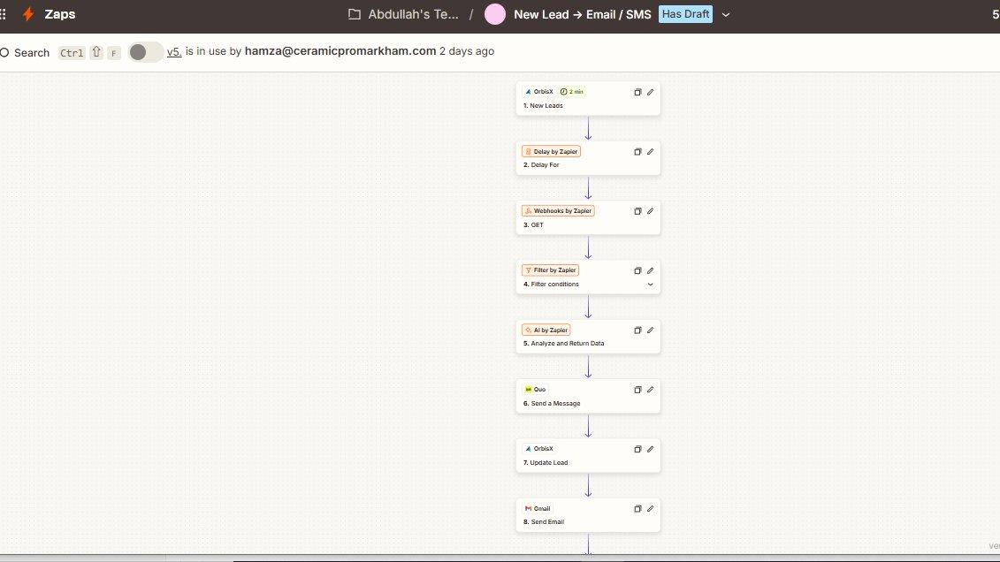 Zaps
Abdullah's Te... / New Lead → Email / SMS Has Draft
Search Ctrl ⇧ F v5. is in use by hamza@ceramicpromarkham.com 2 days ago
OrbisX 2 min
1. New Leads
Delay by Zapier
2. Delay For
Webhooks by Zapier
3. GET
Filter by Zapier
4. Filter conditions
AI by Zapier
5. Analyze and Return Data
Quo
6. Send a Message
OrbisX
7. Update Lead
Gmail
8. Send Email